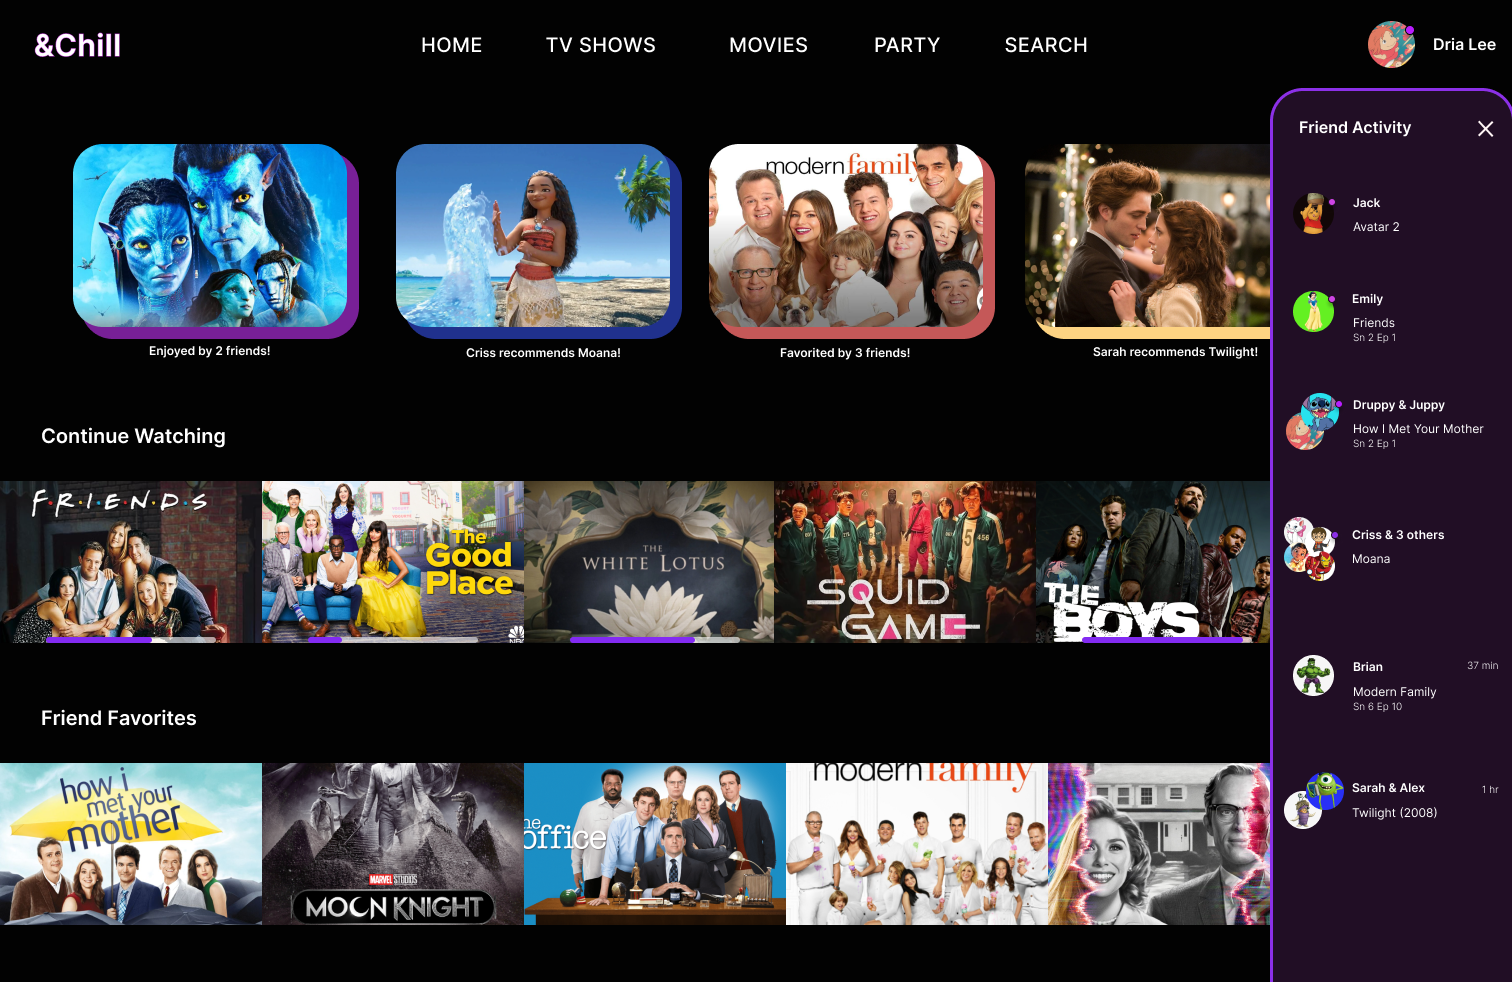 &Chill
HOME
TV SHOWS
MOVIES
PARTY
SEARCH
Dria Lee
Friend Activity
modern family
Enjoyed by 2 friends!
Criss recommends Moana!
Favorited by 3 friends!
Sarah recommends Twilight!
Jack
Avatar 2
Emily
Friends
Sn 2 Ep 1
Druppy & Juppy
How I Met Your Mother
Sn 2 Ep 1
Criss & 3 others
Moana
Brian
37 min
Modern Family
Sn 6 Ep 10
Sarah & Alex
1 hr
Twilight (2008)
Continue Watching
F·R·I·E·N·D·S
The
Good
Place
NBC
THE
WHITE LOTUS
456
SQUID
GAME
THE
BOYS
Friend Favorites
how i
met your
mother
MARVEL STUDIOS
MOON KNIGHT
he
office
modern family